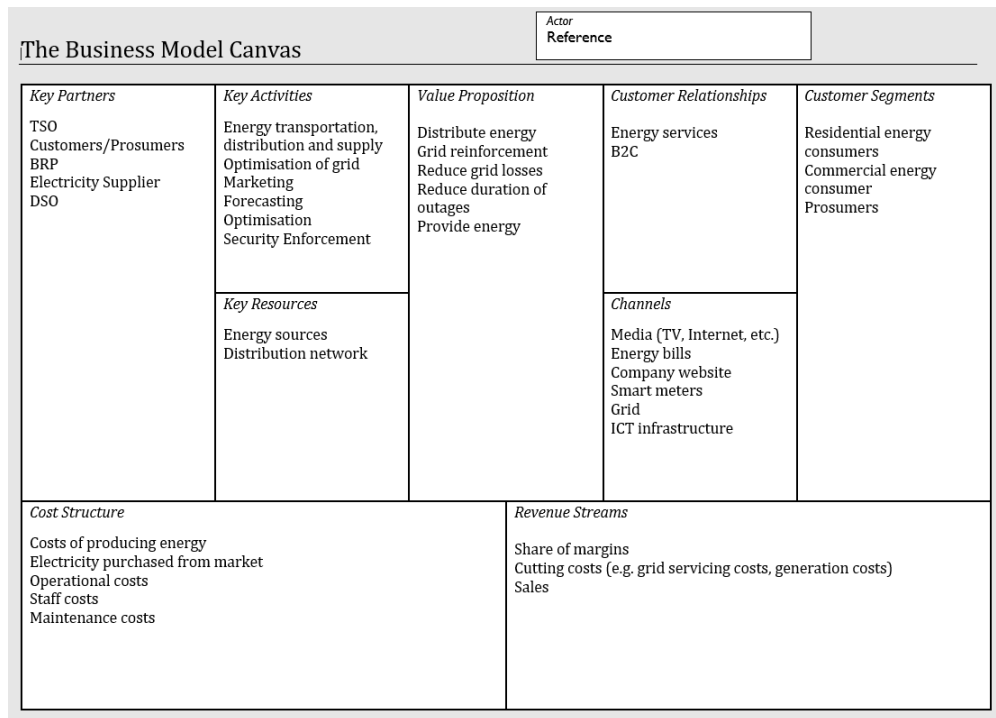 Actor
Reference
The Business Model Canvas
Key Partners
TSO
Customers/Prosumers
BRP
Electricity Supplier
DSO
Key Activities
Energy transportation,
distribution and supply
Optimisation of grid
Marketing
Forecasting
Optimisation
Security Enforcement
Key Resources
Energy sources
Distribution network
Value Proposition
Distribute energy
Grid reinforcement
Reduce grid losses
Reduce duration of
outages
Provide energy
Customer Relationships
Energy services
B2C
Channels
Media (TV, Internet, etc.)
Energy bills
Company website
Smart meters
Grid
ICT infrastructure
Customer Segments
Residential energy
consumers
Commercial energy
consumer
Prosumers
Cost Structure
Costs of producing energy
Electricity purchased from market
Operational costs
Staff costs
Maintenance costs
Revenue Streams
Share of margins
Cutting costs (e.g. grid servicing costs, generation costs)
Sales